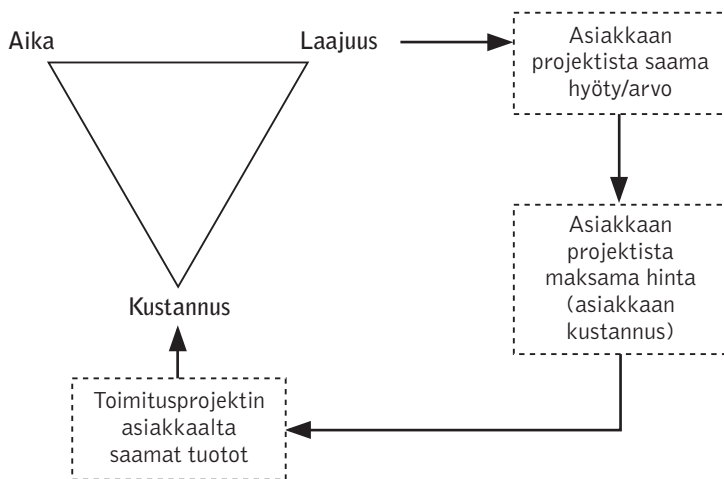 Aika
Laajuus
Asiakkaan
projektista saama
hyöty/arvo
Asiakkaan
projektista
maksama hinta
(asiakkaan
kustannus)
Kustannus
Toimitusprojektin
asiakkaalta
saamat tuotot